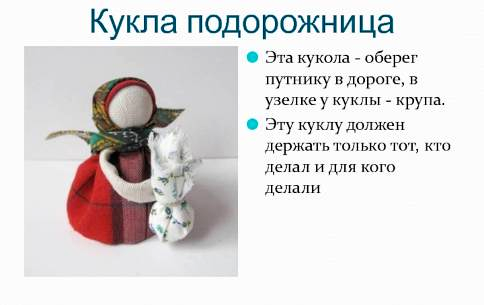 Кукла подорожница
Эта кукола - оберег
путнику в дороге, в
узелке у куклы - крупа.
Эту куклу должен
держать только тот, кто
делал и для кого
делали